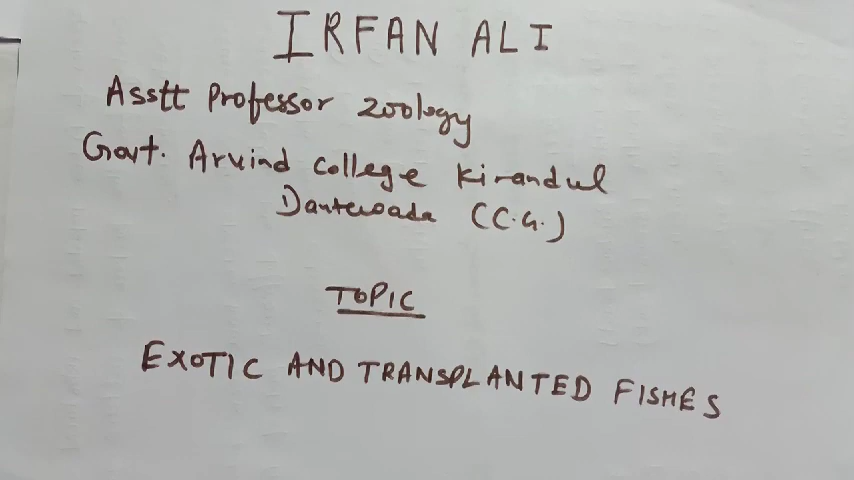 IRFAN ALI
Asstt Professor Zoology
Govt. Arvind College Kirandul
Dantewada (C.G.)
TOPIC
EXOTIC AND TRANSPLANTED FISHES